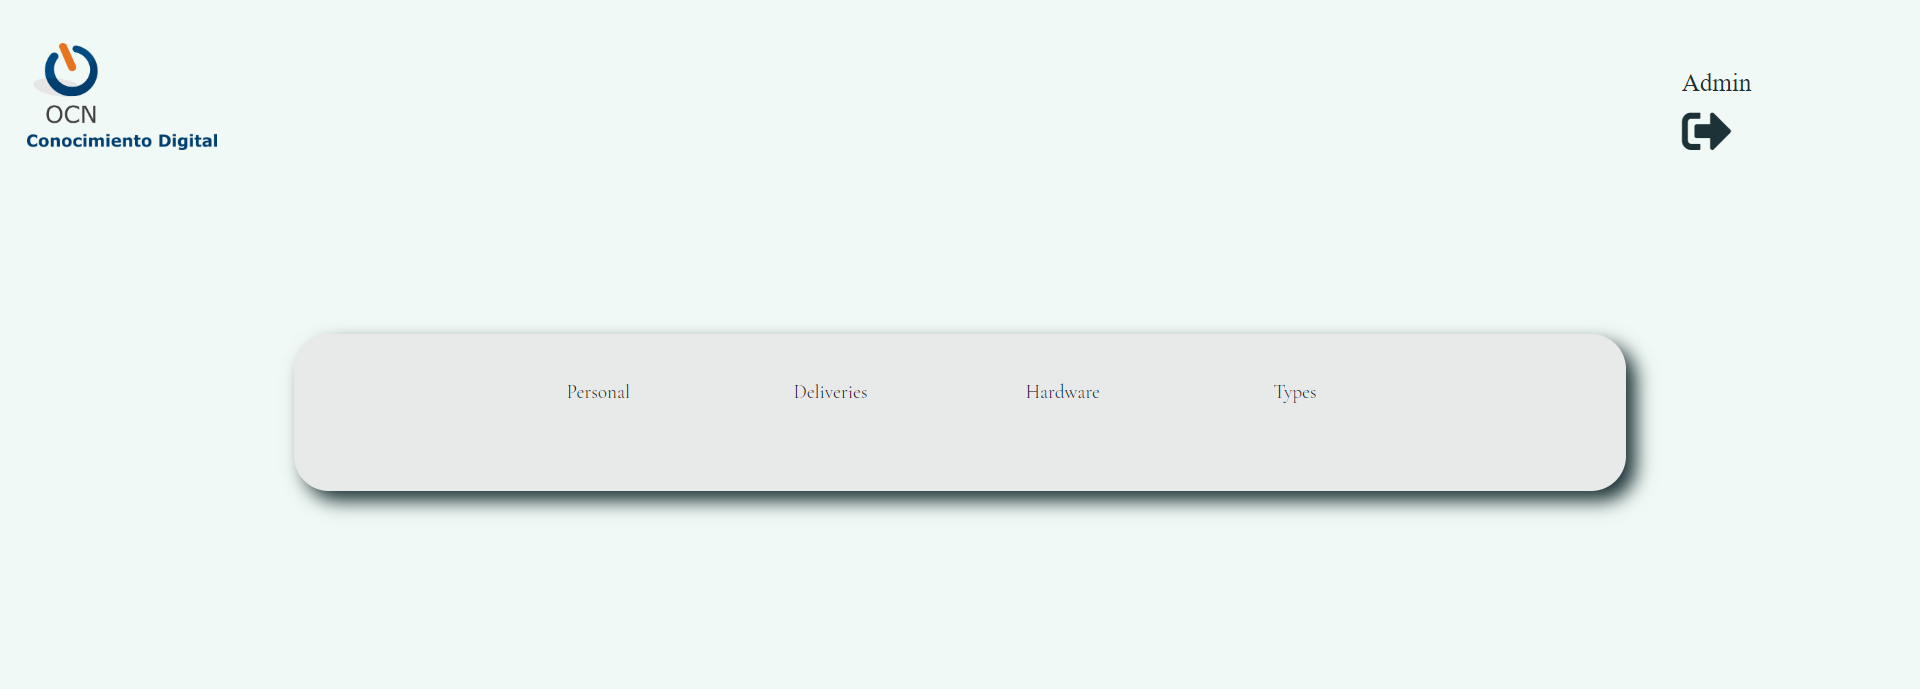 OCN
Conocimiento Digital
Admin
Personal Deliveries Hardware Types